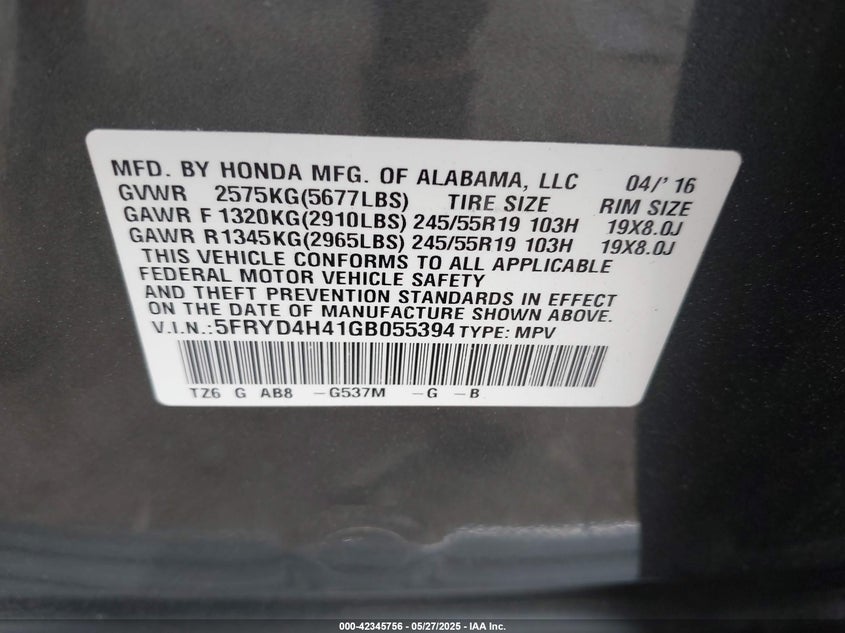 MFD. BY HONDA MFG. OF ALABAMA, LLC 04/' 16
GVWR 2575KG(5677LBS) TIRE SIZE RIM SIZE
GAWR F 1320KG(2910LBS) 245/55R19 103H 19X8.0J
GAWR R1345KG(2965LBS) 245/55R19 103H 19X8.0J
THIS VEHICLE CONFORMS TO ALL APPLICABLE
FEDERAL MOTOR VEHICLE SAFETY
AND THEFT PREVENTION STANDARDS IN EFFECT
ON THE DATE OF MANUFACTURE SHOWN ABOVE.
V.I.N.:5FRYD4H41GB055394 TYPE: MPV
TZ6 G AB8 -G537M -G -B
000-42345756 - 05/27/2025 - IAA Inc.